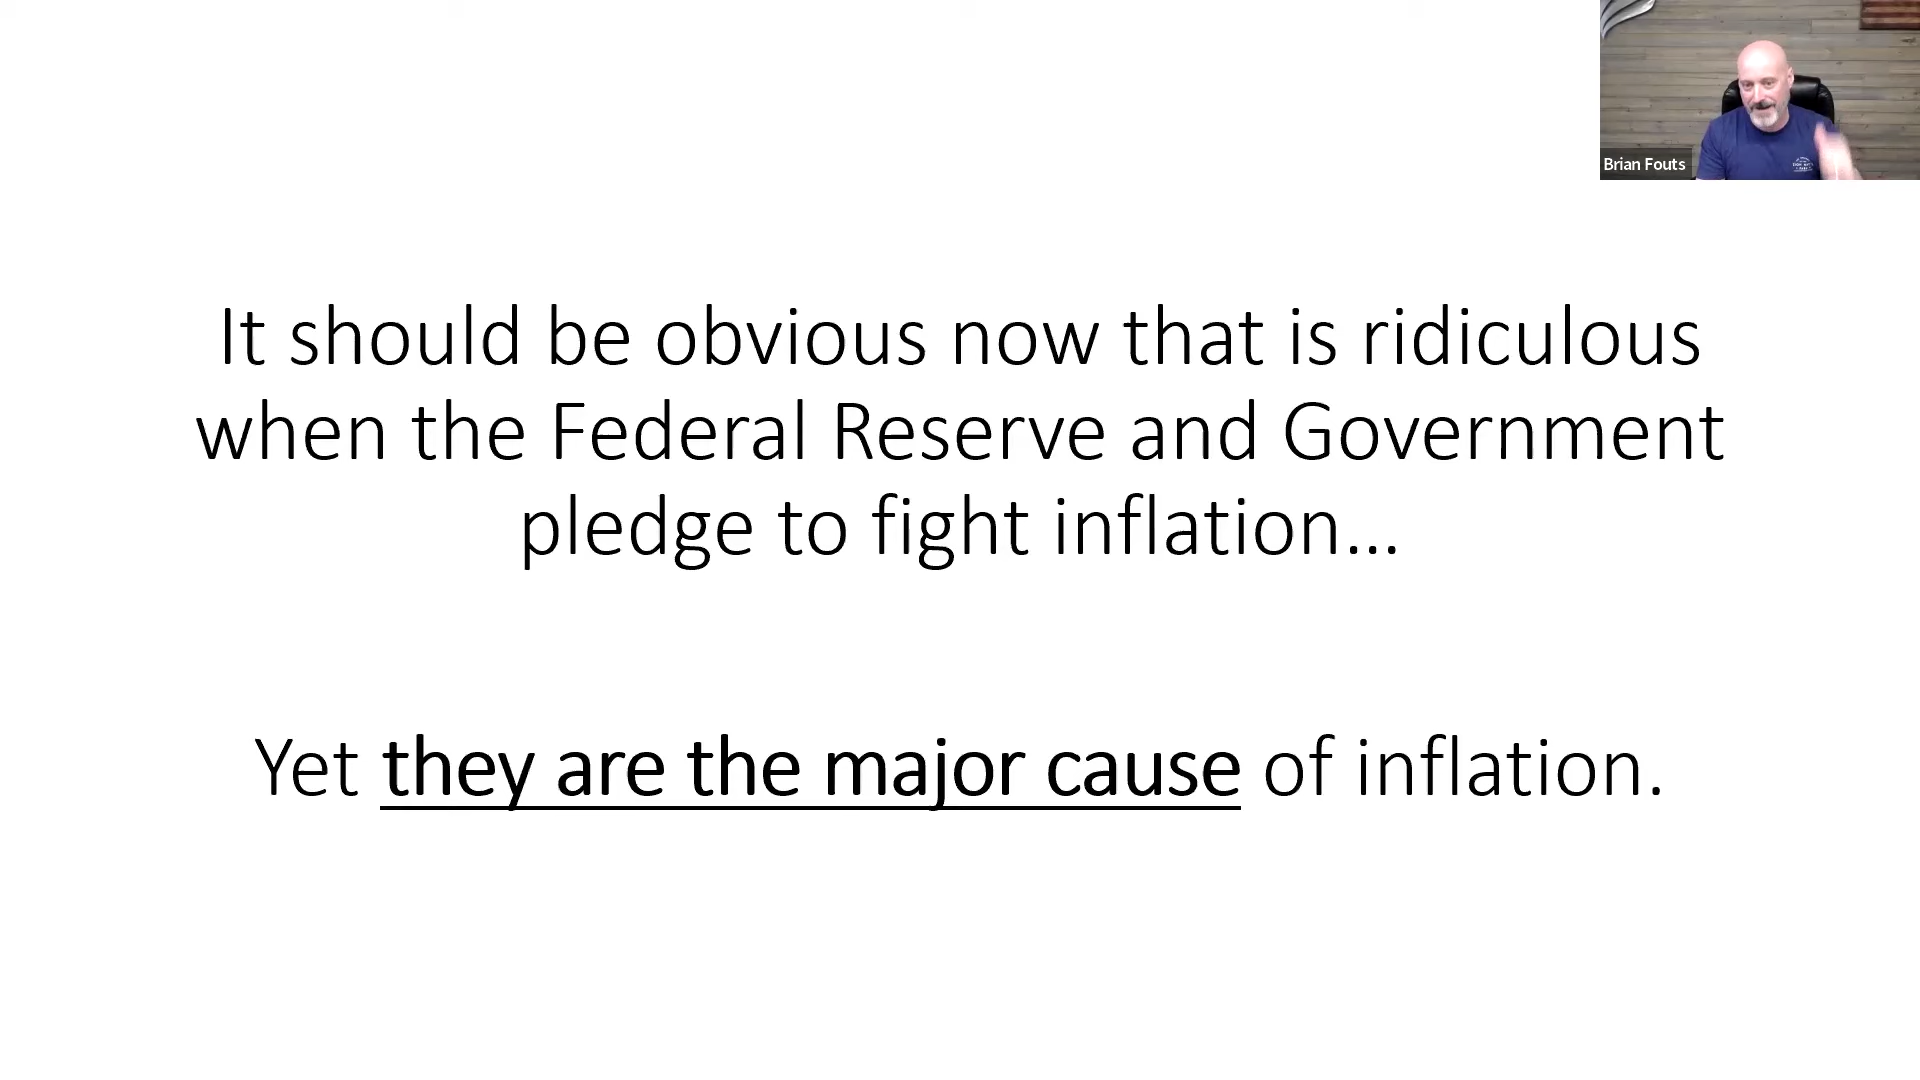 Brian Fouts
It should be obvious now that is ridiculous
when the Federal Reserve and Government
pledge to fight inflation...
Yet they are the major cause of inflation.